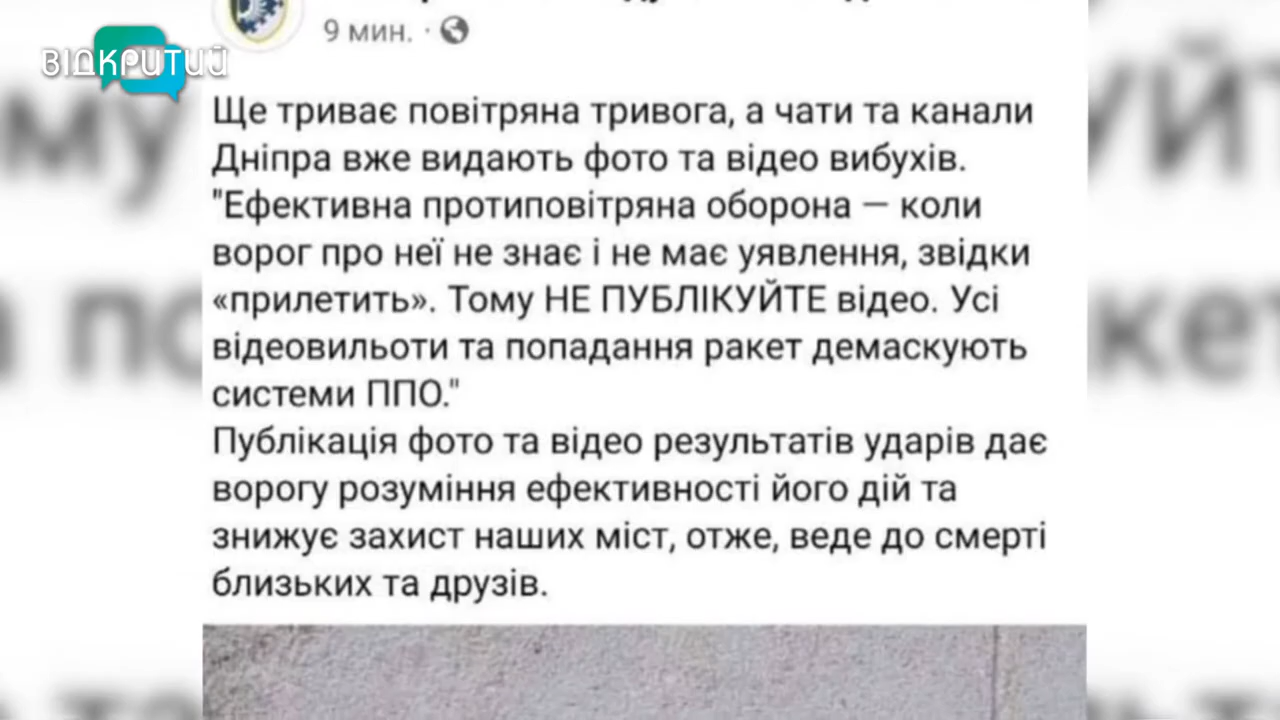 ВІДКРИТИЙ
9 мин. ·
Ще триває повітряна тривога, а чати та канали
Дніпра вже видають фото та відео вибухів.
"Ефективна протиповітряна оборона — коли
ворог про неї не знає і не має уявлення, звідки
«прилетить». Тому НЕ ПУБЛІКУЙТЕ відео. Усі
відеовильоти та попадання ракет демаскують
системи ППО."
Публікація фото та відео результатів ударів дає
ворогу розуміння ефективності його дій та
знижує захист наших міст, отже, веде до смерті
близьких та друзів.